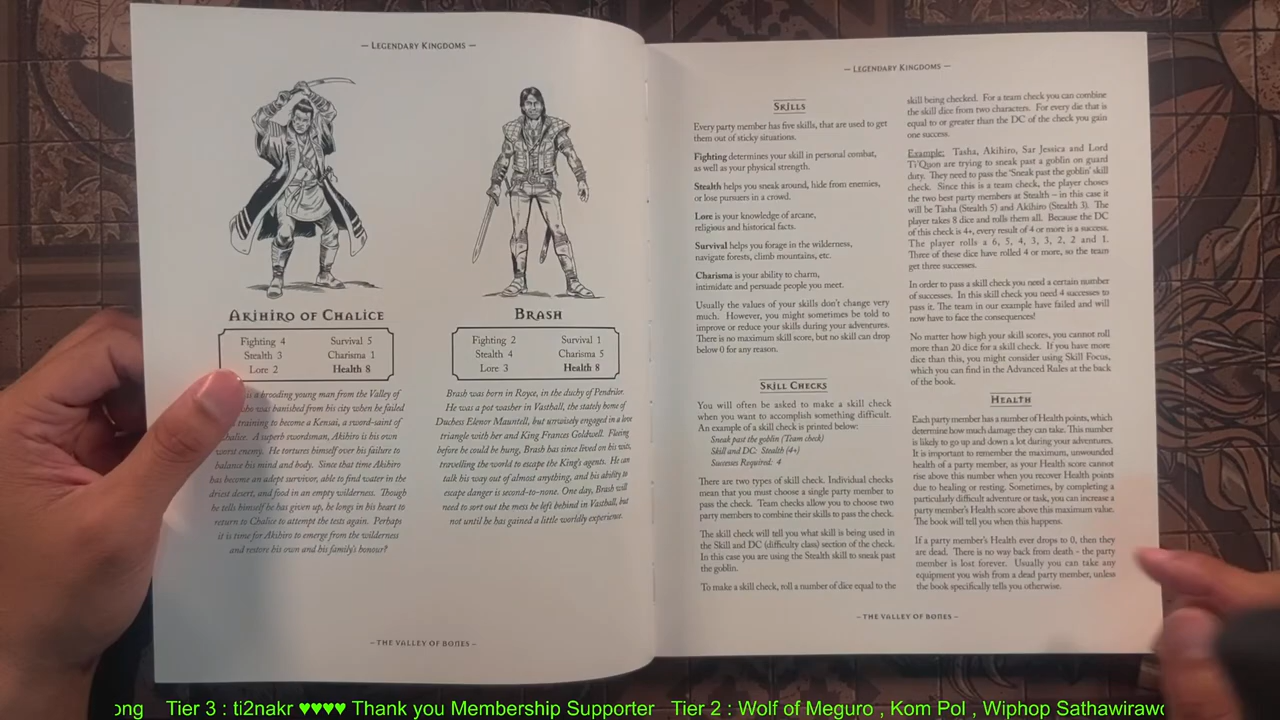 — Legendary Kingdoms —
Akihiro of Chalice
Fighting 4 Survival 5
Stealth 3 Charisma 1
Lore 2 Health 8
is a brooding young man from the Valley of
he was banished from his city when he failed
training to become a Kensai, a sword-saint of
Chalice. A superb swordsman, Akihiro is his own
worst enemy. He tortures himself over his failure to
balance his mind and body. Since that time Akihiro
has become an adept survivor, able to find water in the
driest desert, and food in an empty wilderness. Though
he tells himself he has given up, he longs in his heart to
return to Chalice to attempt the tests again. Perhaps
it is time for Akihiro to emerge from the wilderness
and restore his own and his family's honour?
Brash
Fighting 2 Survival 1
Stealth 4 Charisma 5
Lore 3 Health 8
Brash was born in Royce, in the duchy of Pendrilor.
He was a pot washer in Vasthall, the stately home of
Duchess Elenor Mauntell, but unwisely engaged in a love
triangle with her and King Frances Goldwell. Fleeing
before he could be hung, Brash has since lived on his wits,
travelling the world to escape the King's agents. He can
talk his way out of almost anything, and his ability to
escape danger is second-to-none. One day, Brash will
need to sort out the mess he left behind in Vasthall, but
not until he has gained a little worldly experience.
– The Valley of Bones –
— Legendary Kingdoms —
Skills
Every party member has five skills, that are used to get
them out of sticky situations.
Fighting determines your skill in personal combat,
as well as your physical strength.
Stealth helps you sneak around, hide from enemies,
or lose pursuers in a crowd.
Lore is your knowledge of arcane,
religious and historical facts.
Survival helps you forage in the wilderness,
navigate forests, climb mountains, etc.
Charisma is your ability to charm,
intimidate and persuade people you meet.
Usually the values of your skills don't change very
much. However, you might sometimes be told to
improve or reduce your skills during your adventures.
There is no maximum skill score, but no skill can drop
below 0 for any reason.
Skill Checks
You will often be asked to make a skill check
when you want to accomplish something difficult.
An example of a skill check is printed below:
Sneak past the goblin (Team check)
Skill and DC: Stealth (4+)
Successes Required: 4
There are two types of skill check. Individual checks
mean that you must choose a single party member to
pass the check. Team checks allow you to choose two
party members to combine their skills to pass the check.
The skill check will tell you what skill is being used in
the Skill and DC (difficulty class) section of the check.
In this case you are using the Stealth skill to sneak past
the goblin.
To make a skill check, roll a number of dice equal to the
skill being checked. For a team check you can combine
the skill dice from two characters. For every die that is
equal to or greater than the DC of the check you gain
one success.
Example: Tasha, Akihiro, Sar Jessica and Lord
Ti'Quon are trying to sneak past a goblin on guard
duty. They need to pass the 'Sneak past the goblin' skill
check. Since this is a team check, the player choses
the two best party members at Stealth – in this case it
will be Tasha (Stealth 5) and Akihiro (Stealth 3). The
player takes 8 dice and rolls them all. Because the DC
of this check is 4+, every result of 4 or more is a success.
The player rolls a 6, 5, 4, 3, 3, 2, 2 and 1.
Three of these dice have rolled 4 or more, so the team
get three successes.
In order to pass a skill check you need a certain number
of successes. In this skill check you need 4 successes to
pass it. The team in our example have failed and will
now have to face the consequences!
No matter how high your skill scores, you cannot roll
more than 20 dice for a skill check. If you have more
dice than this, you might consider using Skill Focus,
which you can find in the Advanced Rules at the back
of the book.
Health
Each party member has a number of Health points, which
determine how much damage they can take. This number
is likely to go up and down a lot during your adventures.
It is important to remember the maximum, unwounded
health of a party member, as your Health score cannot
rise above this number when you recover Health points
due to healing or resting. Sometimes, by completing a
particularly difficult adventure or task, you can increase a
party member's Health score above this maximum value.
The book will tell you when this happens.
If a party member's Health ever drops to 0, then they
are dead. There is no way back from death - the party
member is lost forever. Usually you can take any
equipment you wish from a dead party member, unless
the book specifically tells you otherwise.
– The Valley of Bones –
ong Tier 3 : ti2nakr ♥♥♥♥ Thank you Membership Supporter Tier 2 : Wolf of Meguro , Kom Pol , Wiphop Sathawirawo